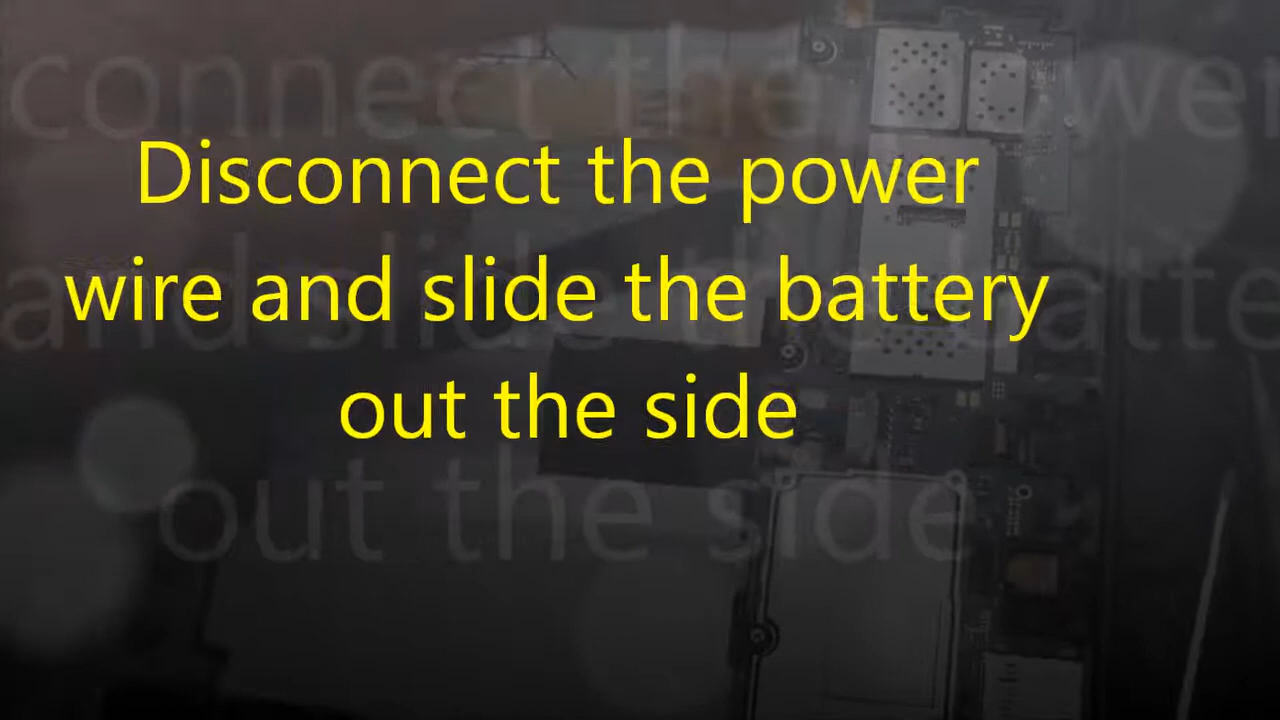 Disconnect the power
wire and slide the battery
out the side